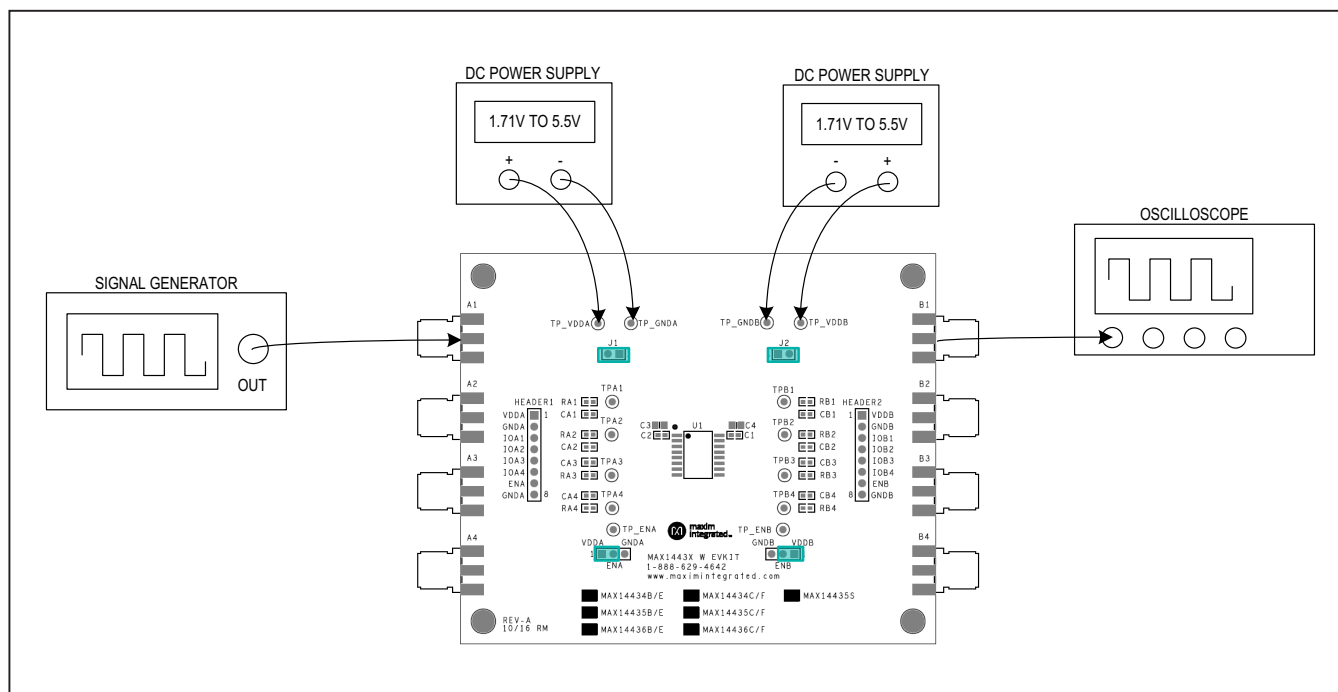 DC POWER SUPPLY
1.71V TO 5.5V
+ -
DC POWER SUPPLY
1.71V TO 5.5V
- +
SIGNAL GENERATOR
OUT
OSCILLOSCOPE
A1
A2
A3
A4
B1
B2
B3
B4
TP_VDDA
TP_GNDA
TP_GNDB
TP_VDDB
J1
J2
HEADER1
VDDA 1
GNDA
IOA1
IOA2
IOA3
IOA4
ENA
GNDA 8
RA1
CA1
RA2
CA2
CA3
RA3
CA4
RA4
TPA1
TPA2
TPA3
TPA4
C3
C2
U1
C4
C1
TPB1
TPB2
TPB3
TPB4
RB1
CB1
RB2
CB2
CB3
RB3
CB4
RB4
HEADER2
1 VDDB
GNDB
IOB1
IOB2
IOB3
IOB4
ENB
8 GNDB
TP_ENA
VDDA GNDA
1
ENA
maxim
integrated™
TP_ENB
GNDB VDDB
ENB
MAX1443X W EVKIT
1-888-629-4642
www.maximintegrated.com
MAX14434B/E MAX14434C/F MAX14435S
MAX14435B/E MAX14435C/F
MAX14436B/E MAX14436C/F
REV-A
10/16 RM